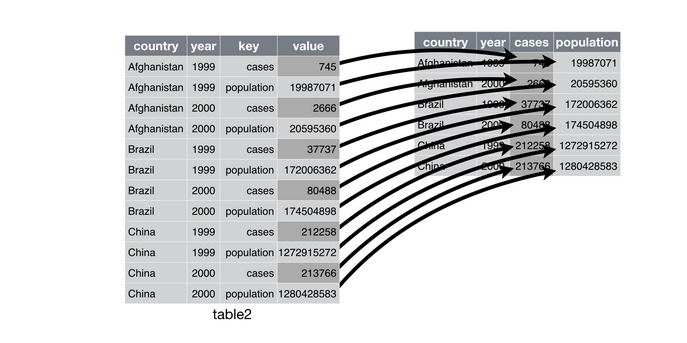 country year key value
Afghanistan 1999 cases 745
Afghanistan 1999 population 19987071
Afghanistan 2000 cases 2666
Afghanistan 2000 population 20595360
Brazil 1999 cases 37737
Brazil 1999 population 172006362
Brazil 2000 cases 80488
Brazil 2000 population 174504898
China 1999 cases 212258
China 1999 population 1272915272
China 2000 cases 213766
China 2000 population 1280428583
table2
country year cases population
Afghanistan 1999 745 19987071
Afghanistan 2000 2666 20595360
Brazil 1999 37737 172006362
Brazil 2000 80488 174504898
China 1999 212258 1272915272
China 2000 213766 1280428583